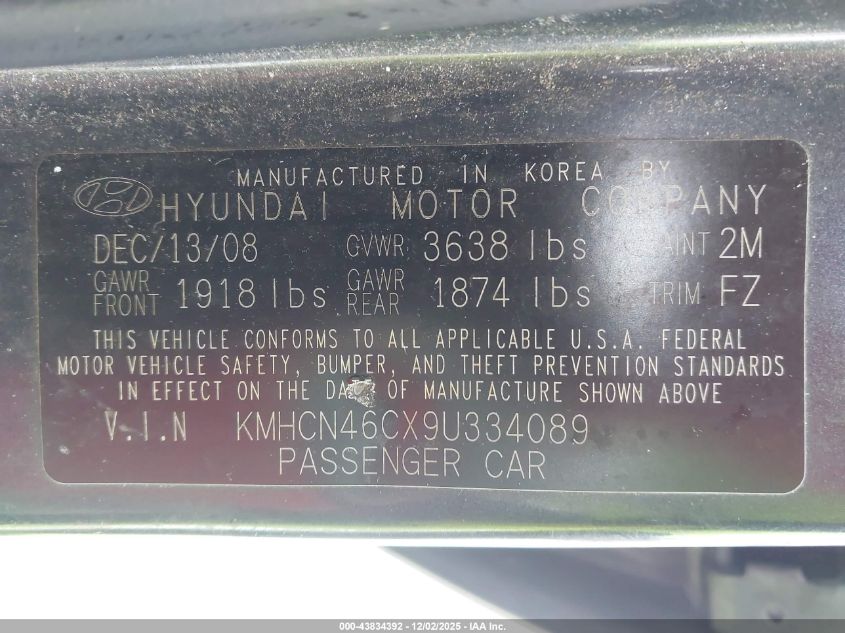 MANUFACTURED IN KOREA BY
HYUNDAI MOTOR COMPANY
DEC/13/08 GVWR 3638 lbs PAINT 2M
GAWR FRONT 1918 lbs GAWR REAR 1874 lbs TRIM FZ
THIS VEHICLE CONFORMS TO ALL APPLICABLE U.S.A. FEDERAL
MOTOR VEHICLE SAFETY, BUMPER, AND THEFT PREVENTION STANDARDS
IN EFFECT ON THE DATE OF MANUFACTURE SHOWN ABOVE
V.I.N KMHCN46CX9U334089
PASSENGER CAR
000-43834392 - 12/02/2025 - IAA Inc.